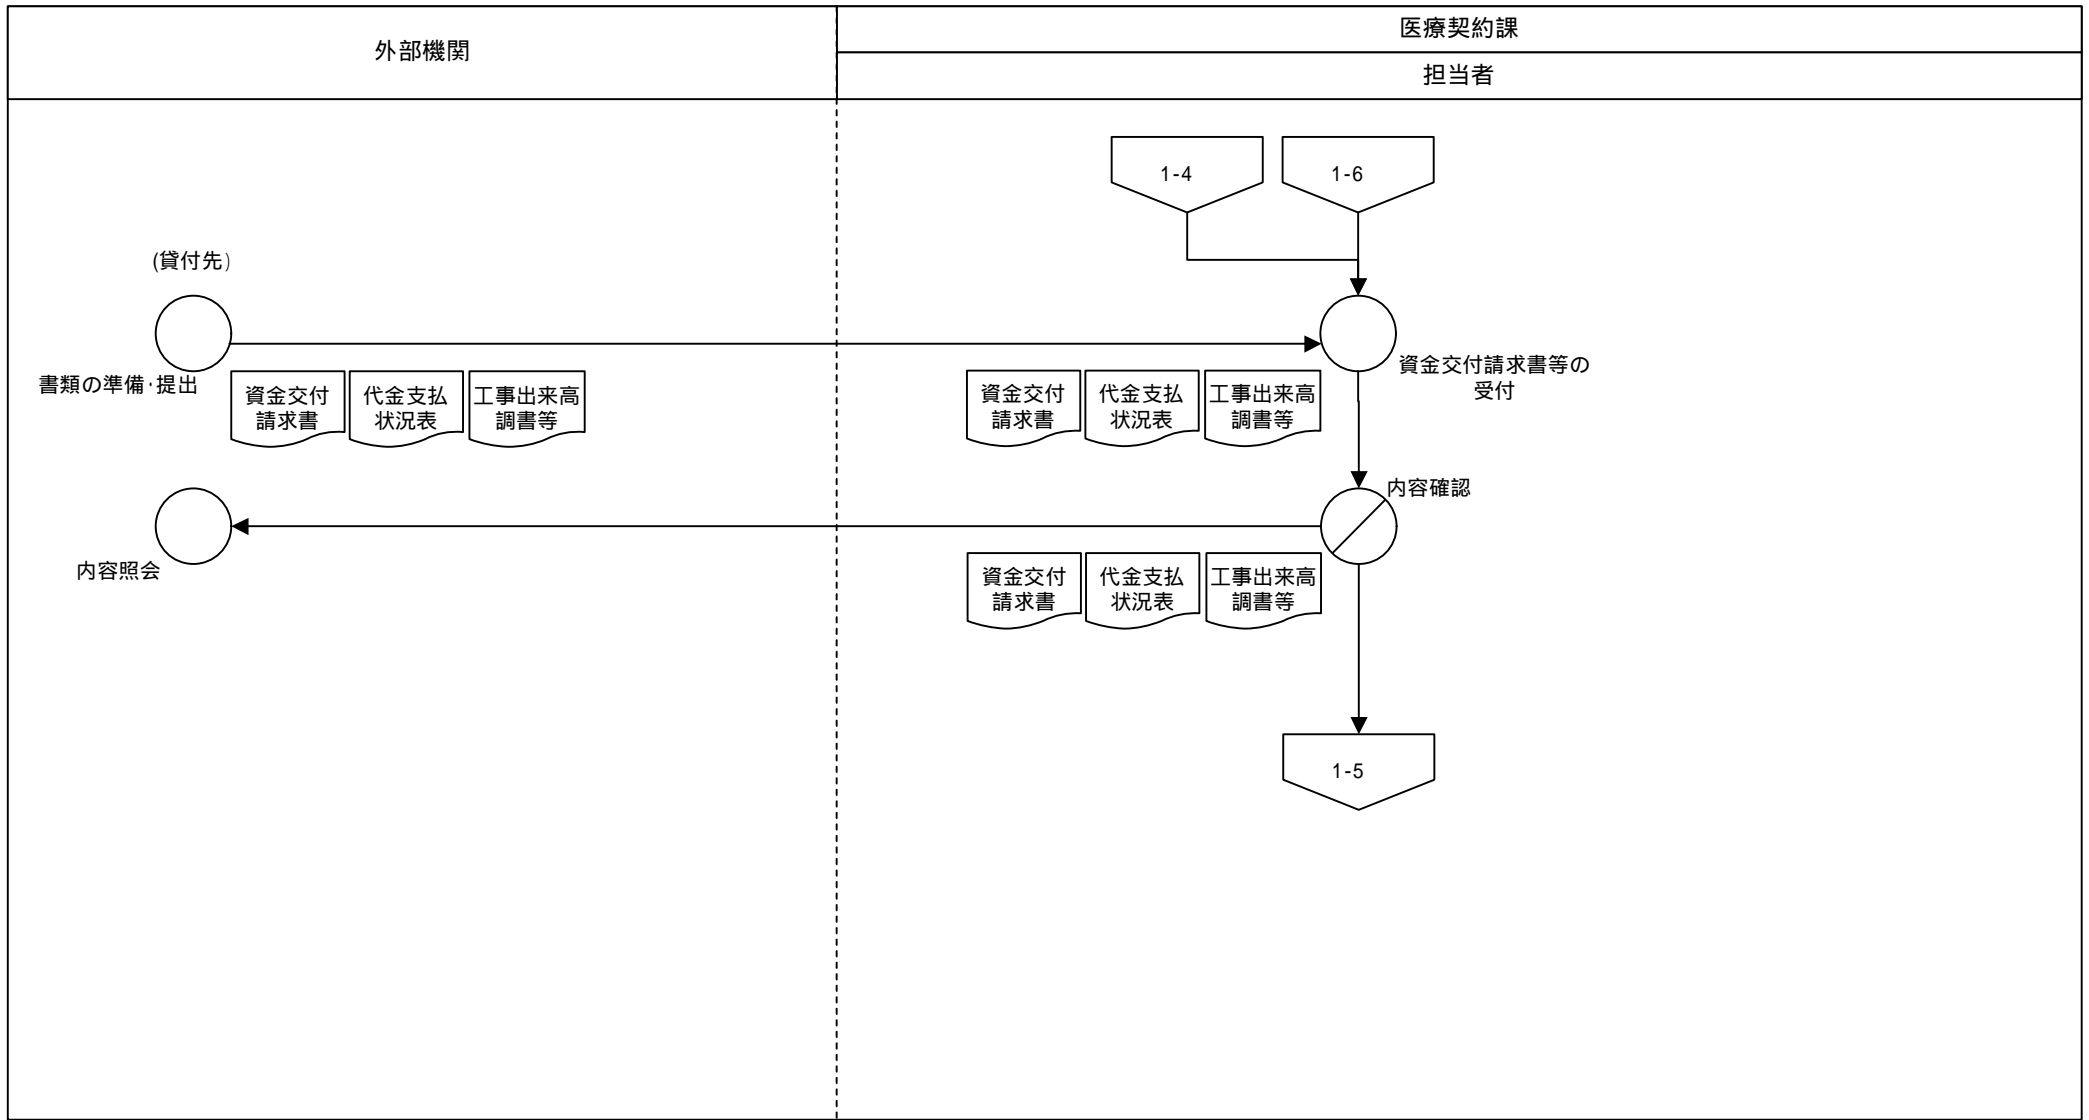 外部機関
医療契約課
担当者
1-4
1-6
(貸付先)
書類の準備･提出
資金交付
請求書
代金支払
状況表
工事出来高
調書等
資金交付
請求書
代金支払
状況表
工事出来高
調書等
資金交付請求書等の
受付
内容確認
内容照会
資金交付
請求書
代金支払
状況表
工事出来高
調書等
1-5